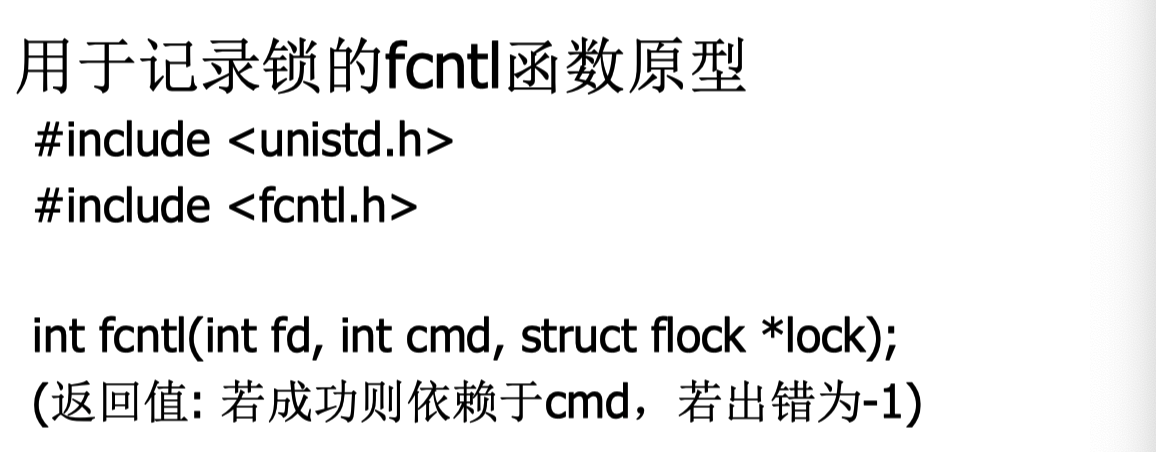 用于记录锁的fcntl函数原型
#include <unistd.h>
#include <fcntl.h>
int fcntl(int fd, int cmd, struct flock *lock);
(返回值: 若成功则依赖于cmd，若出错为-1)